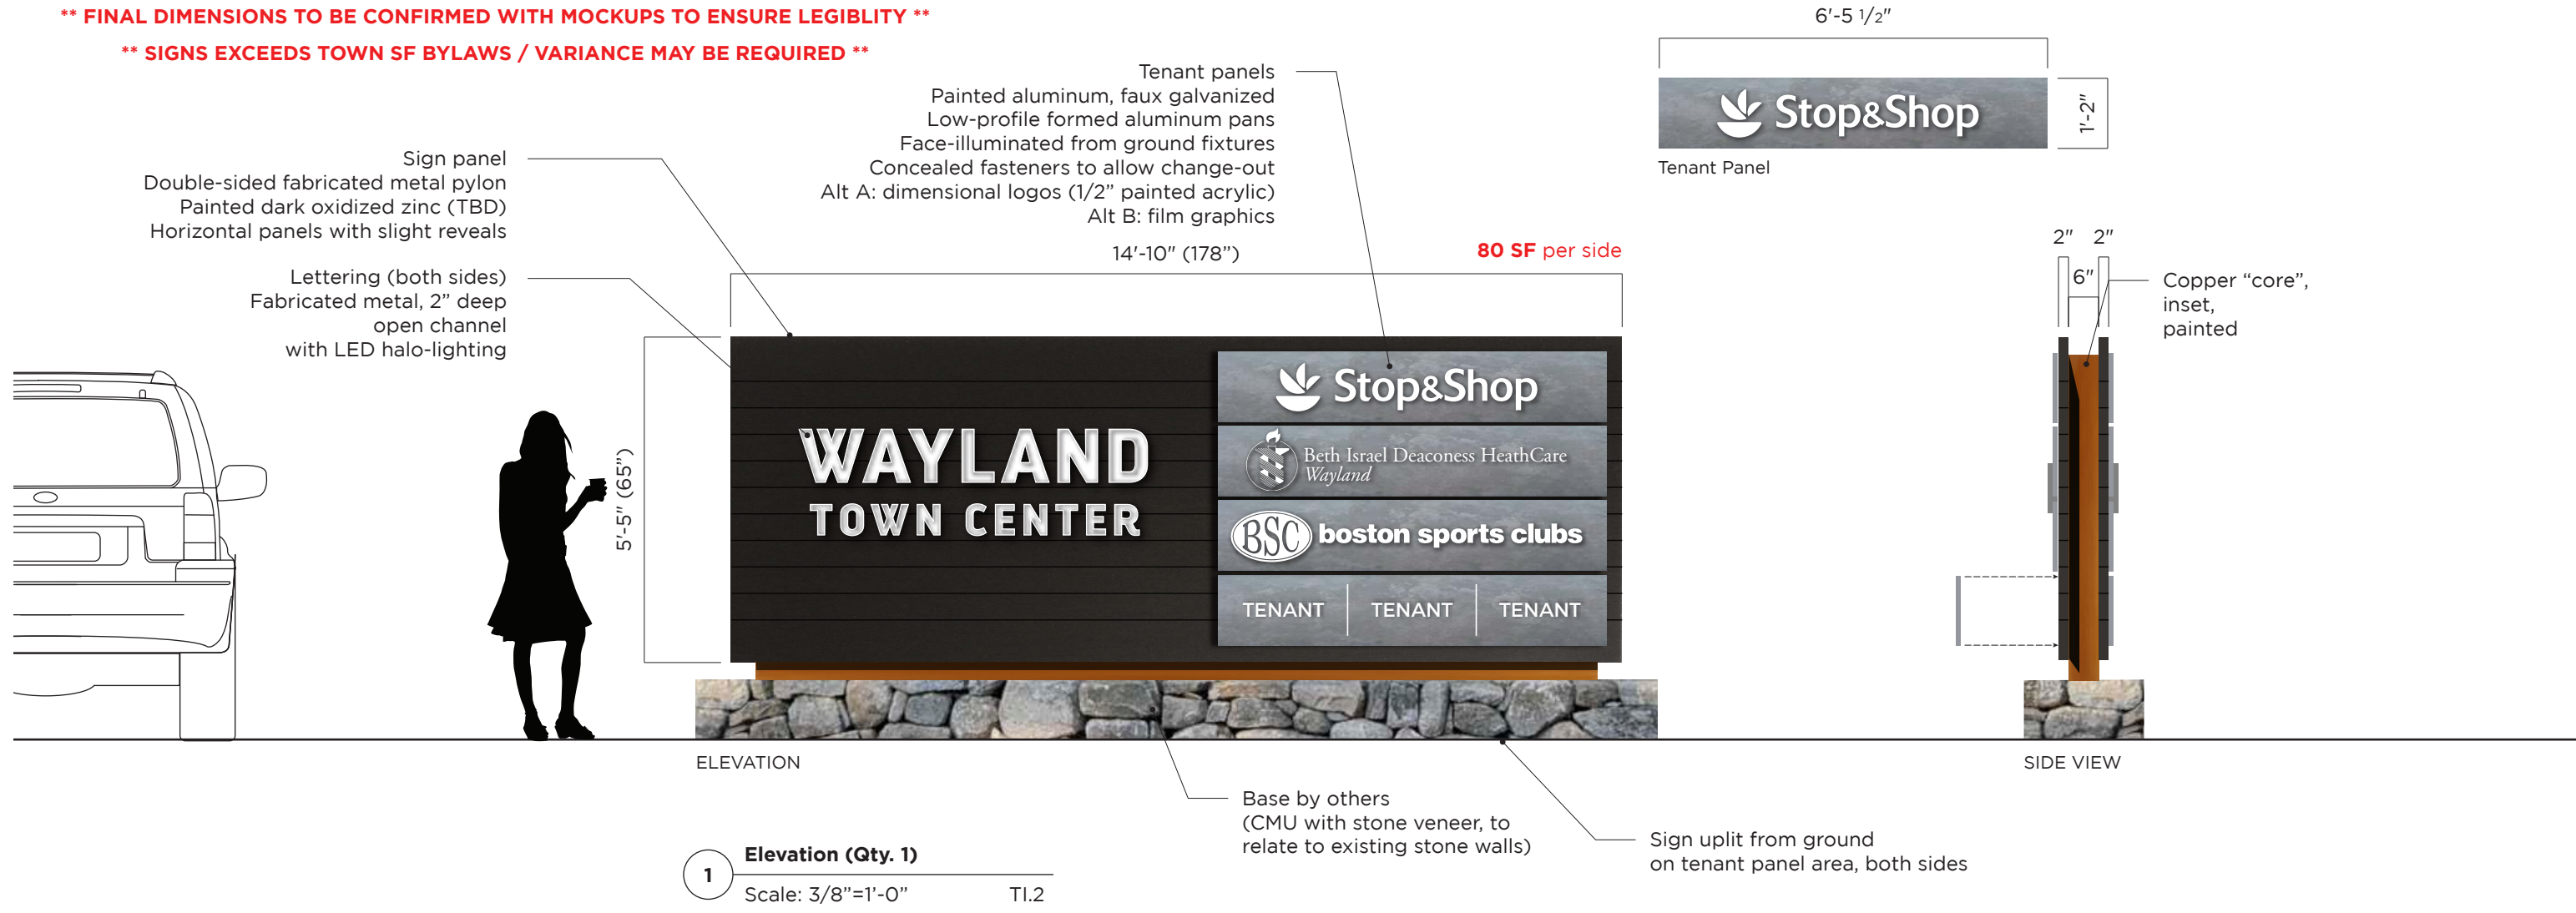 ** FINAL DIMENSIONS TO BE CONFIRMED WITH MOCKUPS TO ENSURE LEGIBLITY **
** SIGNS EXCEEDS TOWN SF BYLAWS / VARIANCE MAY BE REQUIRED **
Sign panel
Double-sided fabricated metal pylon
Painted dark oxidized zinc (TBD)
Horizontal panels with slight reveals
Lettering (both sides)
Fabricated metal, 2” deep
open channel
with LED halo-lighting
Tenant panels
Painted aluminum, faux galvanized
Low-profile formed aluminum pans
Face-illuminated from ground fixtures
Concealed fasteners to allow change-out
Alt A: dimensional logos (1/2” painted acrylic)
Alt B: film graphics
14'-10" (178”)
80 SF per side
6'-5 1/2"
Stop&Shop
1'-2"
Tenant Panel
5'-5" (65”)
WAYLAND
TOWN CENTER
Stop&Shop
Beth Israel Deaconess HeathCare
Wayland
BSC boston sports clubs
TENANT TENANT TENANT
2" 2"
6"
Copper “core”,
inset,
painted
ELEVATION
SIDE VIEW
Base by others
(CMU with stone veneer, to
relate to existing stone walls)
Sign uplit from ground
on tenant panel area, both sides
1
Elevation (Qty. 1)
Scale: 3/8”=1’-0” TI.2